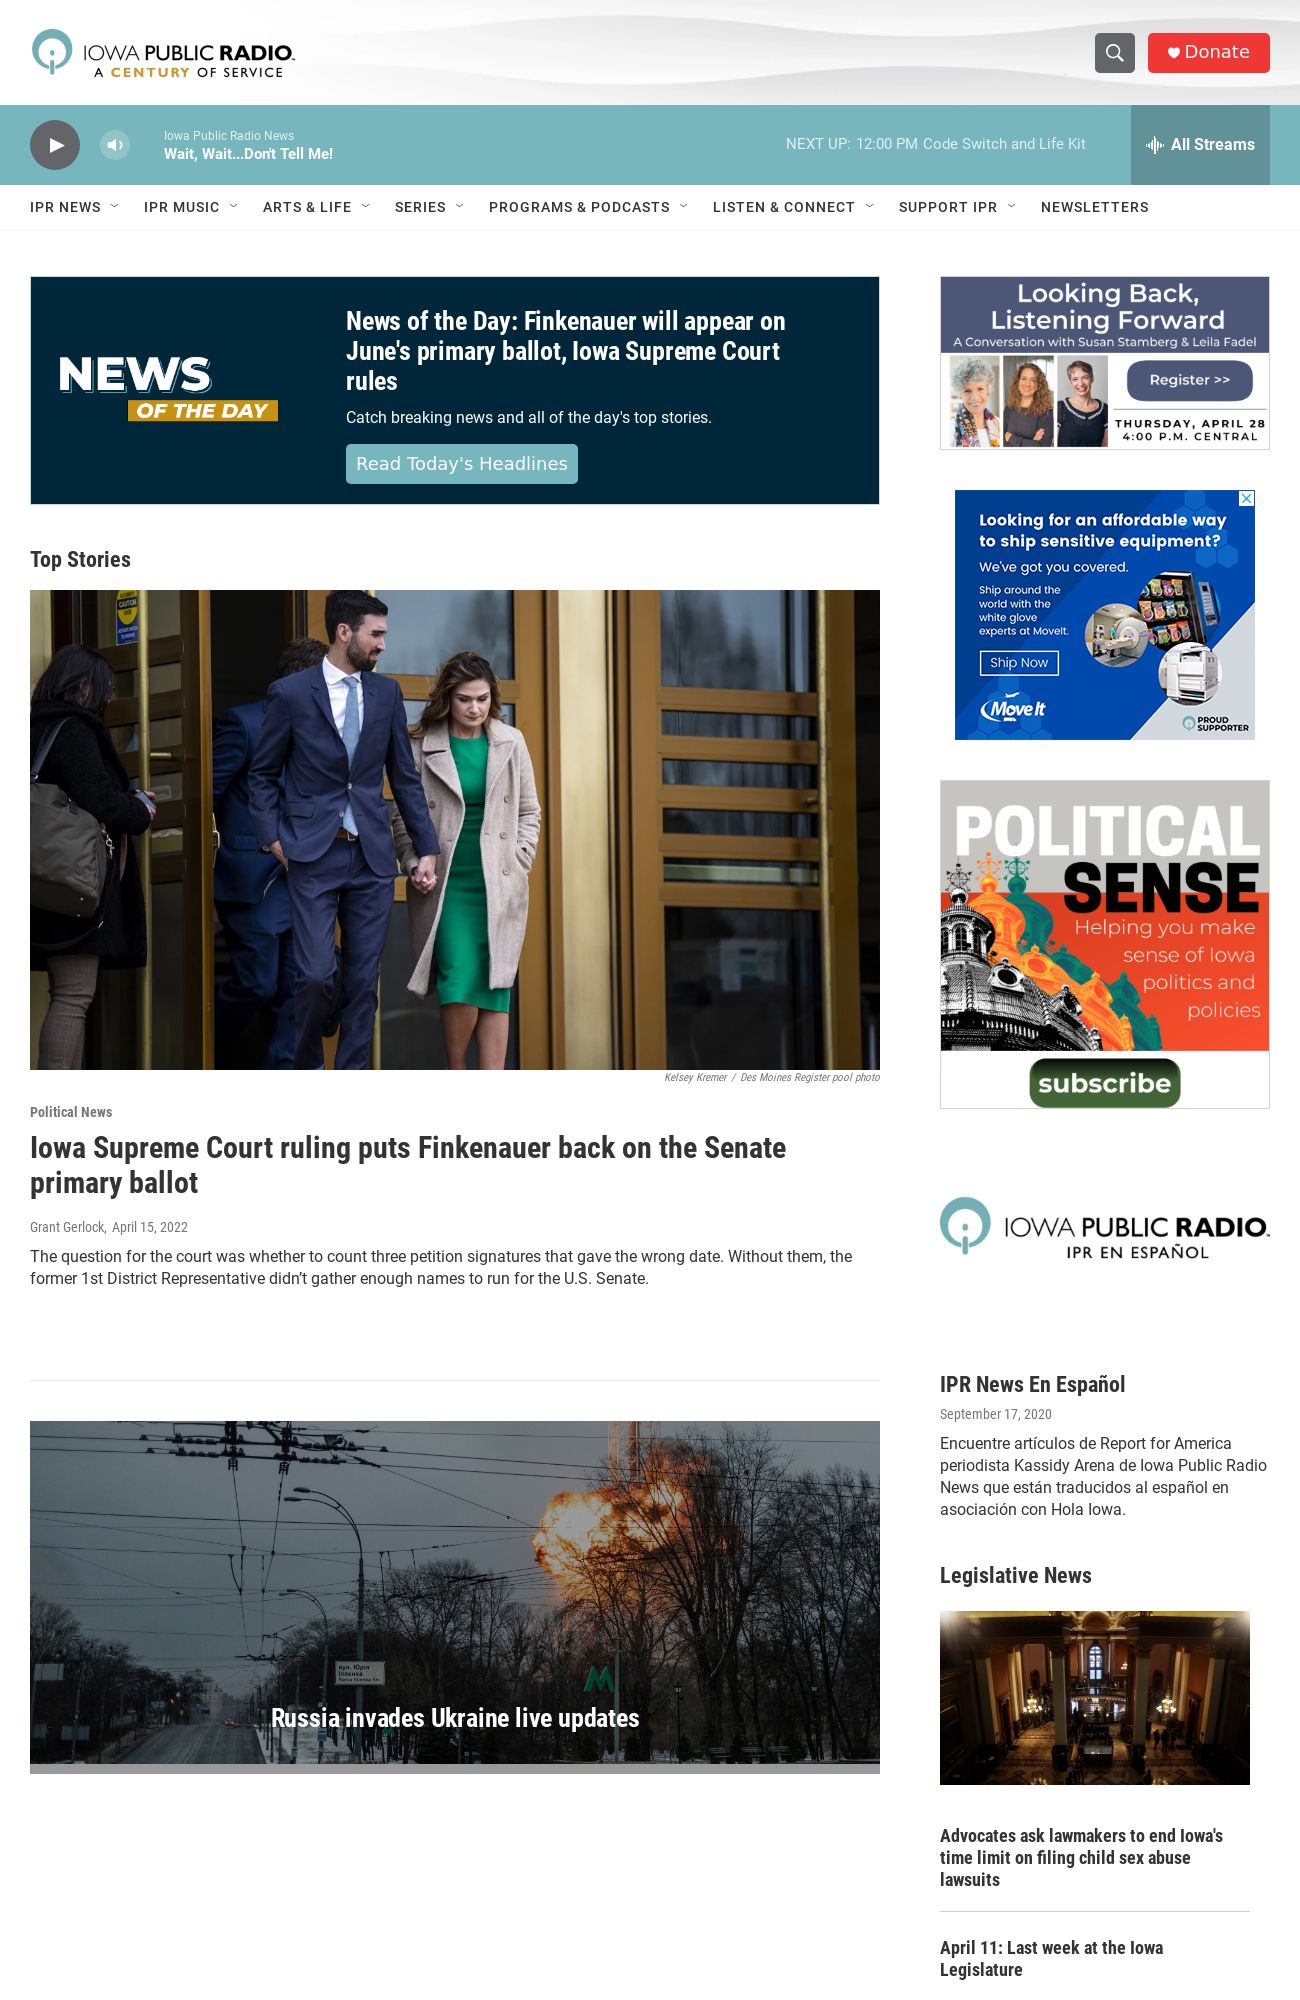 IOWA PUBLIC RADIO.
A CENTURY OF SERVICE
Donate
Iowa Public Radio News
Wait, Wait...Don't Tell Me!
NEXT UP: 12:00 PM Code Switch and Life Kit
All Streams
IPR NEWS
IPR MUSIC
ARTS & LIFE
SERIES
PROGRAMS & PODCASTS
LISTEN & CONNECT
SUPPORT IPR
NEWSLETTERS
NEWS
OF THE DAY
News of the Day: Finkenauer will appear on
June's primary ballot, Iowa Supreme Court
rules
Catch breaking news and all of the day's top stories.
Read Today's Headlines
Top Stories
CAUTION
Kelsey Kremer / Des Moines Register pool photo
Political News
Iowa Supreme Court ruling puts Finkenauer back on the Senate
primary ballot
Grant Gerlock, April 15, 2022
The question for the court was whether to count three petition signatures that gave the wrong date. Without them, the
former 1st District Representative didn’t gather enough names to run for the U.S. Senate.
Russia invades Ukraine live updates
Looking Back,
Listening Forward
A Conversation with Susan Stamberg & Leila Fadel
Register >>
THURSDAY, APRIL 28
4:00 P.M. CENTRAL
Looking for an affordable way
to ship sensitive equipment?
We've got you covered.
Ship around the
world with the
white glove
experts at MoveIt.
Ship Now
Move It
PROUD
SUPPORTER
POLITICAL
SENSE
Helping you make
sense of Iowa
politics and
policies
subscribe
IOWA PUBLIC RADIO.
IPR EN ESPAÑOL
IPR News En Español
September 17, 2020
Encuentre artículos de Report for America
periodista Kassidy Arena de Iowa Public Radio
News que están traducidos al español en
asociación con Hola Iowa.
Legislative News
Advocates ask lawmakers to end Iowa's
time limit on filing child sex abuse
lawsuits
April 11: Last week at the Iowa
Legislature